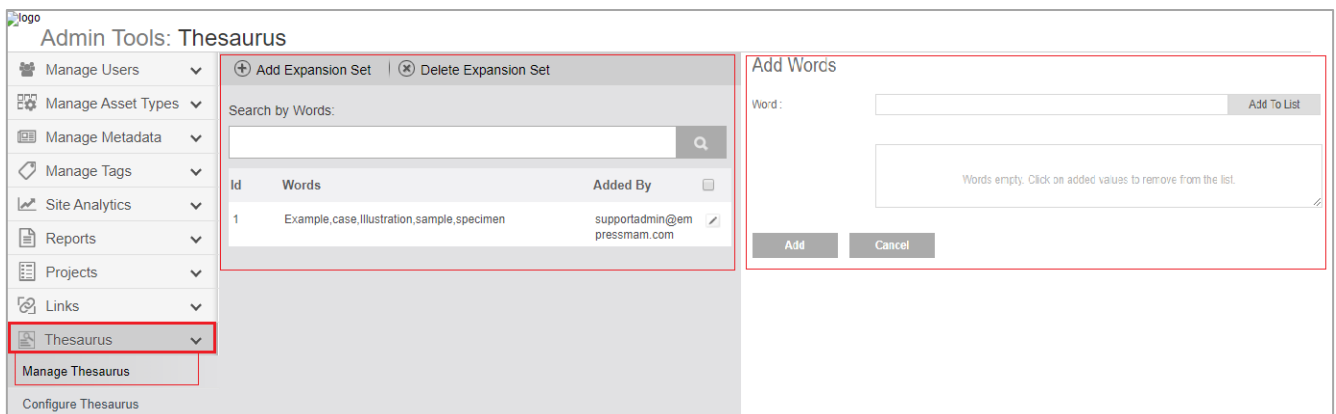 logo
Admin Tools: Thesaurus
Manage Users
Manage Asset Types
Manage Metadata
Manage Tags
Site Analytics
Reports
Projects
Links
Thesaurus
Manage Thesaurus
Configure Thesaurus
Add Expansion Set
Delete Expansion Set
Search by Words:
Id Words Added By
1 Example,case,Illustration,sample,specimen supportadmin@em
pressmam.com
Add Words
Word :
Add To List
Words empty. Click on added values to remove from the list.
Add
Cancel